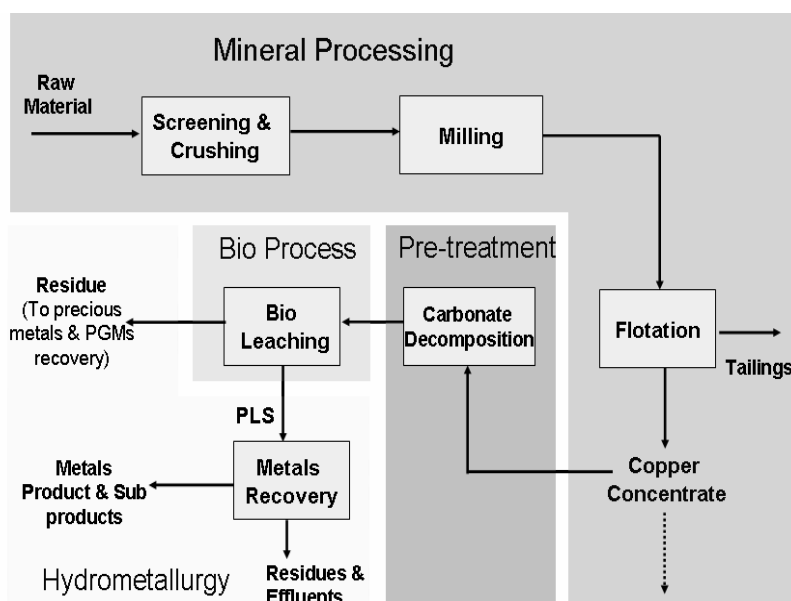 Mineral Processing
Raw
Material
Screening &
Crushing
Milling
Bio Process
Pre-treatment
Residue
(To precious
metals & PGMs
recovery)
Bio
Leaching
Carbonate
Decomposition
Flotation
Tailings
PLS
Metals
Product & Sub
products
Metals
Recovery
Copper
Concentrate
Hydrometallurgy
Residues &
Effluents